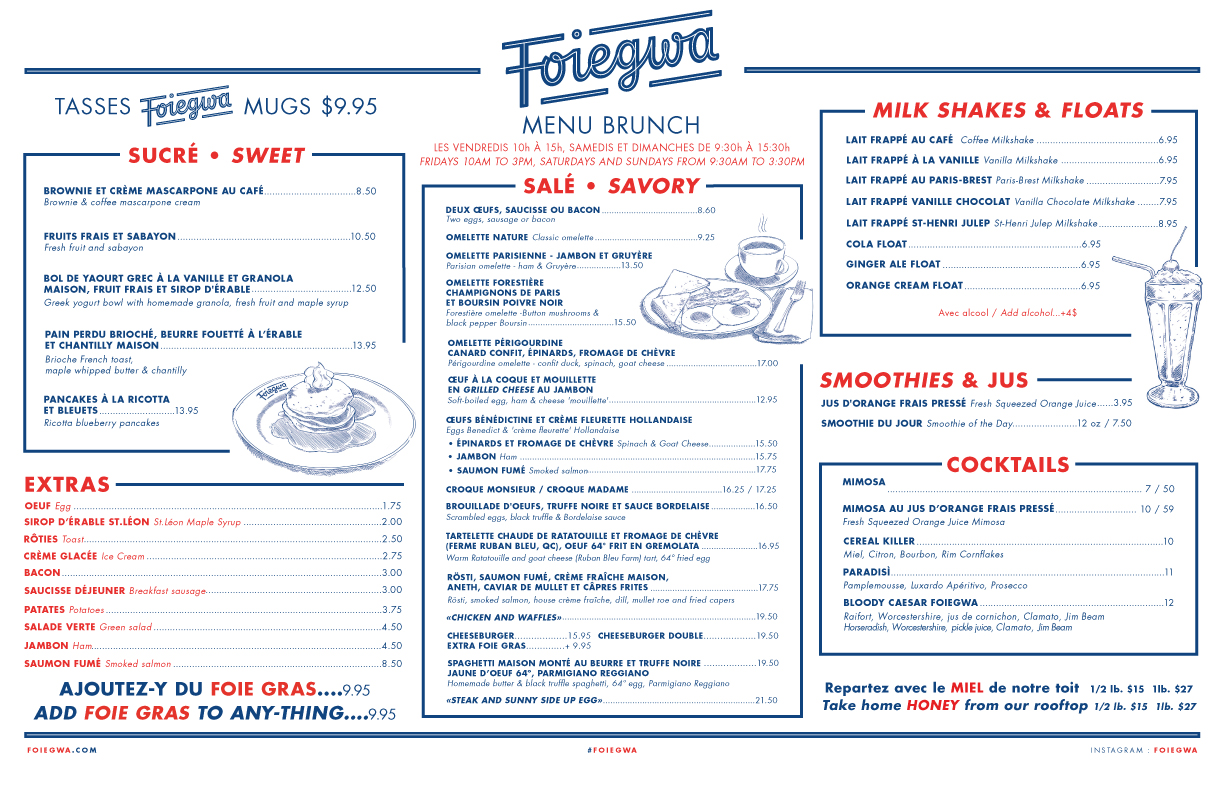 Foiegwa
MENU BRUNCH
LES VENDREDIS 10h À 15h, SAMEDIS ET DIMANCHES DE 9:30h À 15:30h
FRIDAYS 10AM TO 3PM, SATURDAYS AND SUNDAYS FROM 9:30AM TO 3:30PM
TASSES Foiegwa MUGS $9.95
SUCRÉ • SWEET
BROWNIE ET CRÈME MASCARPONE AU CAFÉ 8.50
Brownie & coffee mascarpone cream
FRUITS FRAIS ET SABAYON 10.50
Fresh fruit and sabayon
BOL DE YAOURT GREC À LA VANILLE ET GRANOLA
MAISON, FRUIT FRAIS ET SIROP D'ÉRABLE 12.50
Greek yogurt bowl with homemade granola, fresh fruit and maple syrup
PAIN PERDU BRIOCHÉ, BEURRE FOUETTÉ À L'ÉRABLE
ET CHANTILLY MAISON 13.95
Brioche French toast,
maple whipped butter & chantilly
PANCAKES À LA RICOTTA
ET BLEUETS 13.95
Ricotta blueberry pancakes
Foiegwa
EXTRAS
OEUF Egg 1.75
SIROP D'ÉRABLE ST.LÉON St.Léon Maple Syrup 2.00
RÔTIES Toast 2.50
CRÈME GLACÉE Ice Cream 2.75
BACON 3.00
SAUCISSE DÉJEUNER Breakfast sausage 3.00
PATATES Potatoes 3.75
SALADE VERTE Green salad 4.50
JAMBON Ham 4.50
SAUMON FUMÉ Smoked salmon 8.50
AJOUTEZ-Y DU FOIE GRAS....9.95
ADD FOIE GRAS TO ANY-THING....9.95
SALÉ • SAVORY
DEUX ŒUFS, SAUCISSE OU BACON 8.60
Two eggs, sausage or bacon
OMELETTE NATURE Classic omelette 9.25
OMELETTE PARISIENNE - JAMBON ET GRUYÈRE
Parisian omelette - ham & Gruyère 13.50
OMELETTE FORESTIÈRE
CHAMPIGNONS DE PARIS
ET BOURSIN POIVRE NOIR
Forestière omelette -Button mushrooms &
black pepper Boursin 15.50
OMELETTE PÉRIGOURDINE
CANARD CONFIT, ÉPINARDS, FROMAGE DE CHÈVRE
Périgourdine omelette - confit duck, spinach, goat cheese 17.00
ŒUF À LA COQUE ET MOUILLETTE
EN GRILLED CHEESE AU JAMBON
Soft-boiled egg, ham & cheese 'mouillette' 12.95
ŒUFS BÉNÉDICTINE ET CRÈME FLEURETTE HOLLANDAISE
Eggs Benedict & 'crème fleurette' Hollandaise
• ÉPINARDS ET FROMAGE DE CHÈVRE Spinach & Goat Cheese 15.50
• JAMBON Ham 15.75
• SAUMON FUMÉ Smoked salmon 17.75
CROQUE MONSIEUR / CROQUE MADAME 16.25 / 17.25
BROUILLADE D'OEUFS, TRUFFE NOIRE ET SAUCE BORDELAISE 16.50
Scrambled eggs, black truffle & Bordelaise sauce
TARTELETTE CHAUDE DE RATATOUILLE ET FROMAGE DE CHÈVRE
(FERME RUBAN BLEU, QC), OEUF 64° FRIT EN GREMOLATA 16.95
Warm Ratatouille and goat cheese (Ruban Bleu Farm) tart, 64° fried egg
RÖSTI, SAUMON FUMÉ, CRÈME FRAÎCHE MAISON,
ANETH, CAVIAR DE MULLET ET CÂPRES FRITES 17.75
Rösti, smoked salmon, house crème fraîche, dill, mullet roe and fried capers
«CHICKEN AND WAFFLES» 19.50
CHEESEBURGER 15.95 CHEESEBURGER DOUBLE 19.50
EXTRA FOIE GRAS + 9.95
SPAGHETTI MAISON MONTÉ AU BEURRE ET TRUFFE NOIRE 19.50
JAUNE D'OEUF 64°, PARMIGIANO REGGIANO
Homemade butter & black truffle spaghetti, 64° egg, Parmigiano Reggiano
«STEAK AND SUNNY SIDE UP EGG» 21.50
MILK SHAKES & FLOATS
LAIT FRAPPÉ AU CAFÉ Coffee Milkshake 6.95
LAIT FRAPPÉ À LA VANILLE Vanilla Milkshake 6.95
LAIT FRAPPÉ AU PARIS-BREST Paris-Brest Milkshake 7.95
LAIT FRAPPÉ VANILLE CHOCOLAT Vanilla Chocolate Milkshake 7.95
LAIT FRAPPÉ ST-HENRI JULEP St-Henri Julep Milkshake 8.95
COLA FLOAT 6.95
GINGER ALE FLOAT 6.95
ORANGE CREAM FLOAT 6.95
Avec alcool / Add alcohol...+4$
SMOOTHIES & JUS
JUS D'ORANGE FRAIS PRESSÉ Fresh Squeezed Orange Juice 3.95
SMOOTHIE DU JOUR Smoothie of the Day 12 oz / 7.50
COCKTAILS
MIMOSA 7 / 50
MIMOSA AU JUS D'ORANGE FRAIS PRESSÉ 10 / 59
Fresh Squeezed Orange Juice Mimosa
CEREAL KILLER 10
Miel, Citron, Bourbon, Rim Cornflakes
PARADISÌ 11
Pamplemousse, Luxardo Apéritivo, Prosecco
BLOODY CAESAR FOIEGWA 12
Raifort, Worcestershire, jus de cornichon, Clamato, Jim Beam
Horseradish, Worcestershire, pickle juice, Clamato, Jim Beam
Repartez avec le MIEL de notre toit 1/2 lb. $15 1lb. $27
Take home HONEY from our rooftop 1/2 lb. $15 1lb. $27
FOIEGWA.COM
#FOIEGWA
INSTAGRAM : FOIEGWA